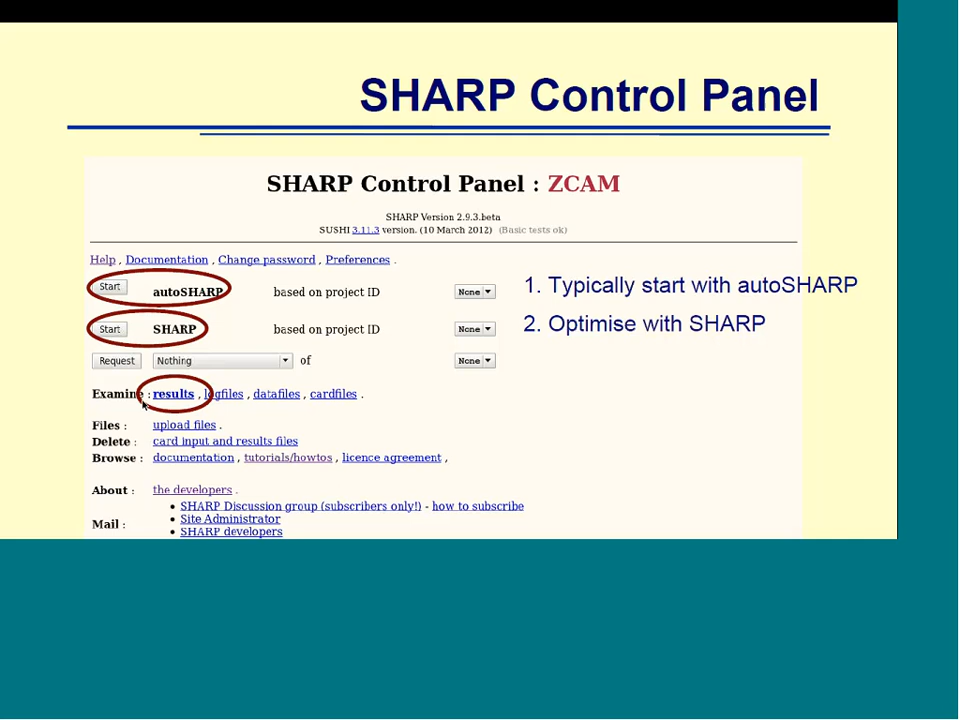 SHARP Control Panel
SHARP Control Panel : ZCAM
SHARP Version 2.9.3.beta
SUSHI 3.11.3 version. (10 March 2012) (Basic tests ok)
Help , Documentation , Change password , Preferences .
Start autoSHARP based on project ID None
1. Typically start with autoSHARP
Start SHARP based on project ID None
2. Optimise with SHARP
Request Nothing of None
Examine : results , logfiles , datafiles , cardfiles .
Files : upload files .
Delete : card input and results files
Browse : documentation , tutorials/howtos , licence agreement ,
About : the developers .
• SHARP Discussion group (subscribers only!) - how to subscribe
Mail : • Site Administrator
• SHARP developers